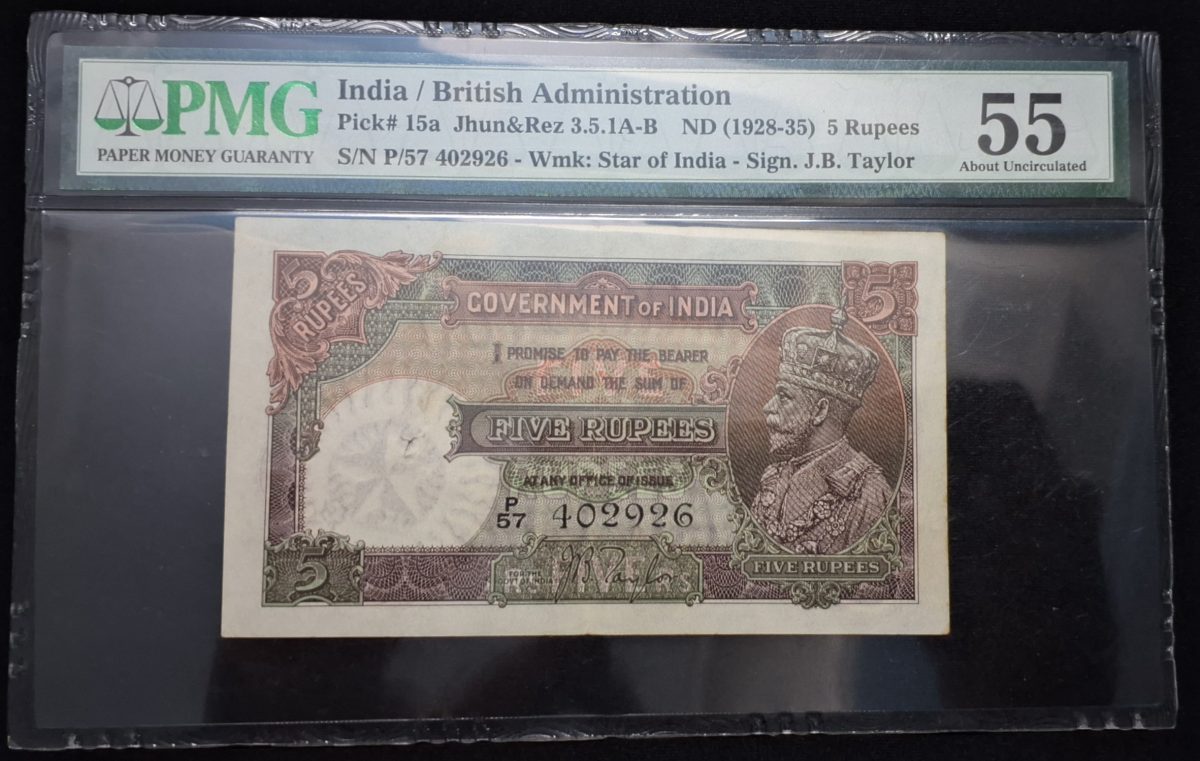 PMG
PAPER MONEY GUARANTY
India / British Administration
Pick# 15a Jhun&Rez 3.5.1A-B ND (1928-35) 5 Rupees
S/N P/57 402926 - Wmk: Star of India - Sign. J.B. Taylor
55
About Uncirculated
5
RUPEES
GOVERNMENT OF INDIA
5
I PROMISE TO PAY THE BEARER
ON DEMAND THE SUM OF
FIVE RUPEES
AT ANY OFFICE OF ISSUE
P/57 402926
5
FOR THE
J B Taylor
FIVE RUPEES